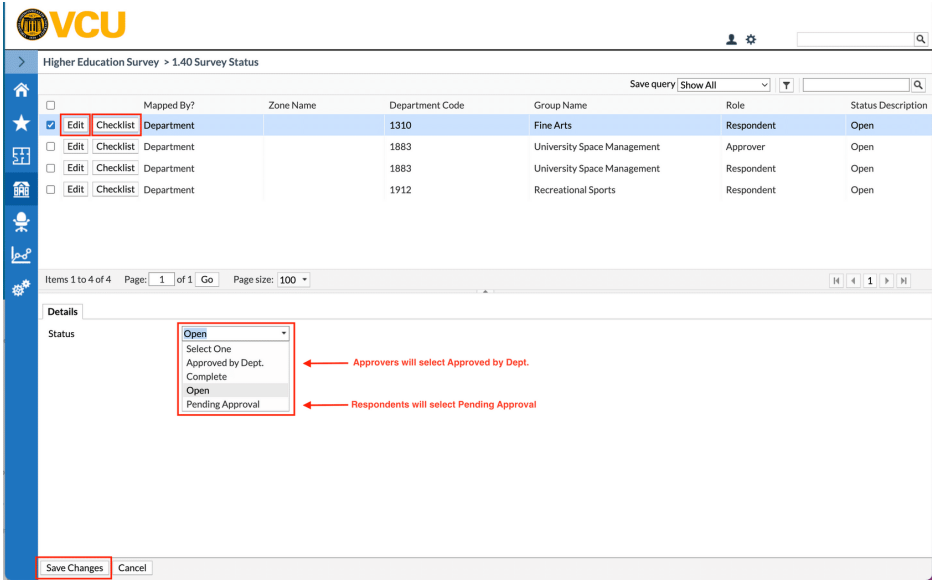 VCU
Higher Education Survey > 1.40 Survey Status
Save query Show All
Mapped By? Zone Name Department Code Group Name Role Status Description
Edit Checklist Department 1310 Fine Arts Respondent Open
Edit Checklist Department 1883 University Space Management Approver Open
Edit Checklist Department 1883 University Space Management Respondent Open
Edit Checklist Department 1912 Recreational Sports Respondent Open
Items 1 to 4 of 4 Page: 1 of 1 Go Page size: 100 1
Details
Status Open
Select One
Approved by Dept. Approvers will select Approved by Dept.
Complete
Open
Pending Approval Respondents will select Pending Approval
Save Changes Cancel